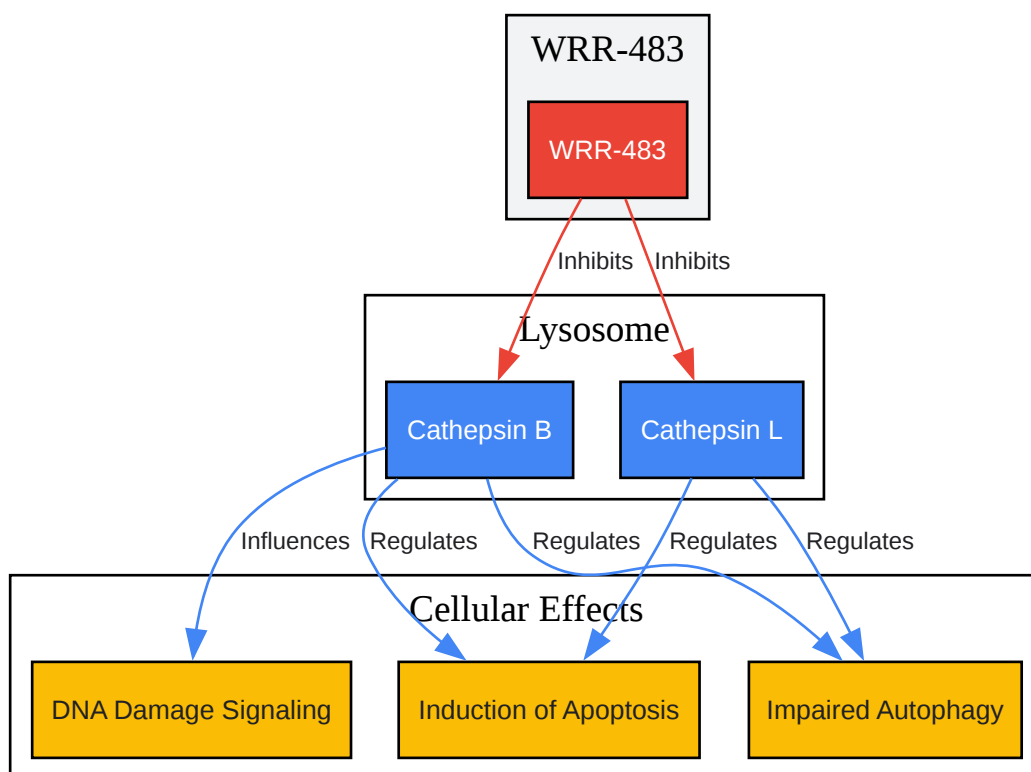 WRR-483
WRR-483
Inhibits Inhibits
Lysosome
Cathepsin B Cathepsin L
Influences Regulates Regulates Regulates Regulates
Cellular Effects
DNA Damage Signaling Induction of Apoptosis Impaired Autophagy